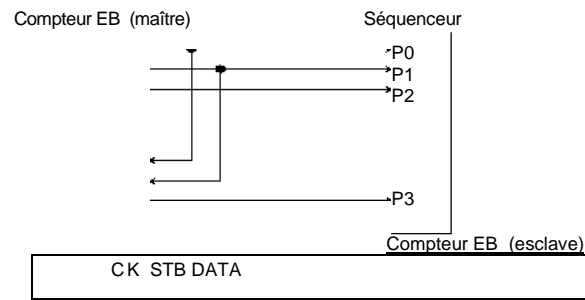 Compteur EB (maître) Séquenceur
P0
P1
P2
P3
Compteur EB (esclave)
CK STB DATA